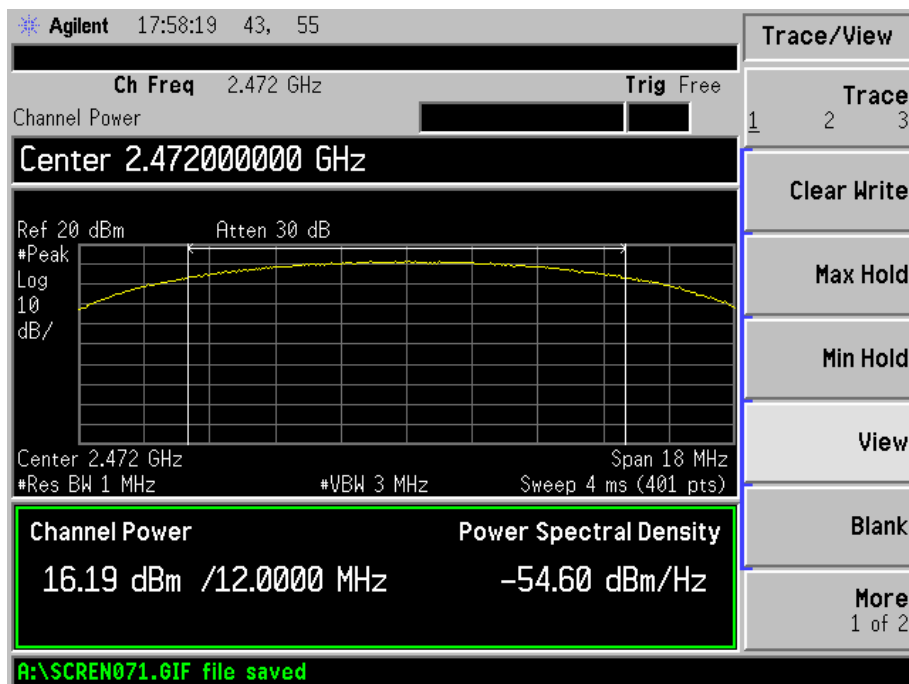 Agilent 17:58:19 43, 55
Trace/View
Ch Freq 2.472 GHz Trig Free
Channel Power
Trace
1 2 3
Center 2.472000000 GHz
Clear Write
Ref 20 dBm Atten 30 dB
#Peak
Log
10
dB/
Max Hold
Min Hold
Center 2.472 GHz Span 18 MHz
#Res BW 1 MHz #VBW 3 MHz Sweep 4 ms (401 pts)
View
Channel Power Power Spectral Density
16.19 dBm /12.0000 MHz -54.60 dBm/Hz
Blank
More
1 of 2
A:\SCREN071.GIF file saved